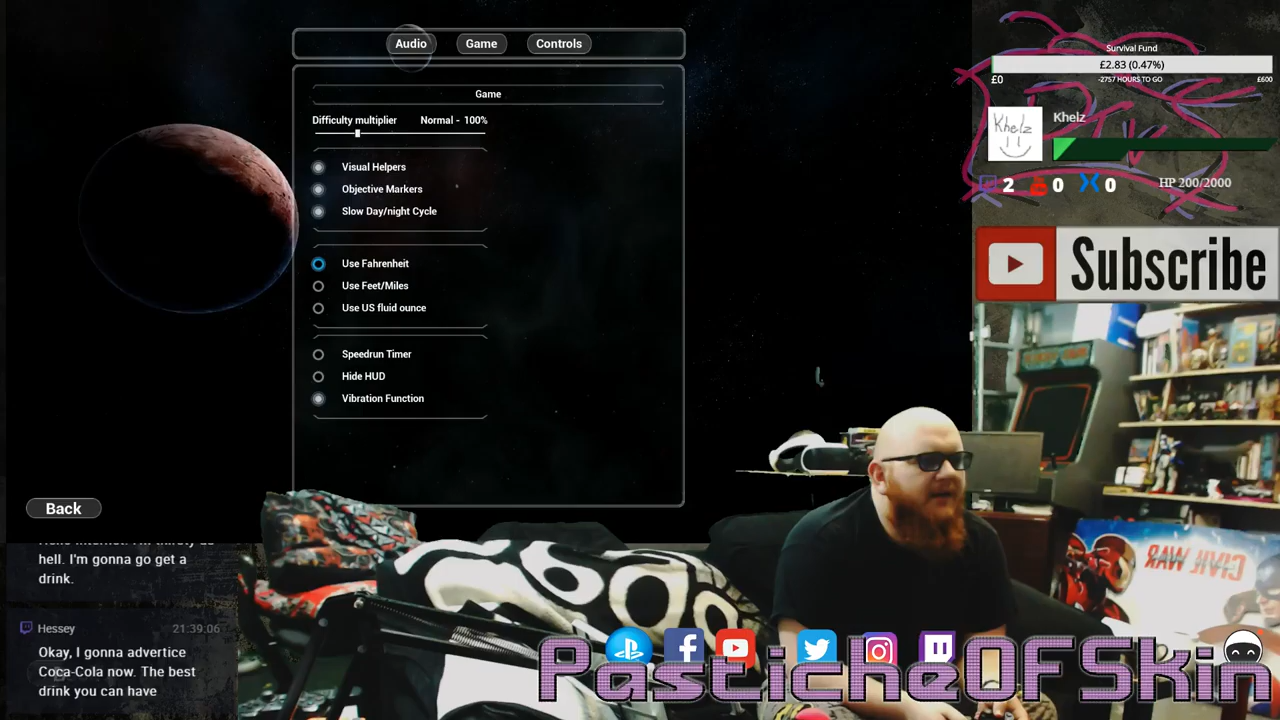 Audio
Game
Controls
Game
Difficulty multiplier
Normal - 100%
Visual Helpers
Objective Markers
Slow Day/night Cycle
Use Fahrenheit
Use Feet/Miles
Use US fluid ounce
Speedrun Timer
Hide HUD
Vibration Function
Back
hell. I'm gonna go get a
drink.
Hessey
21:39:06
Okay, I gonna advertice
Coca-Cola now. The best
drink you can have
Survival Fund
£2.83 (0.47%)
£0
-2757 HOURS TO GO
£600
Khelz
Khelz
2
0
0
HP 200/2000
Subscribe
CIVIL WAR
PasticheOFSkin